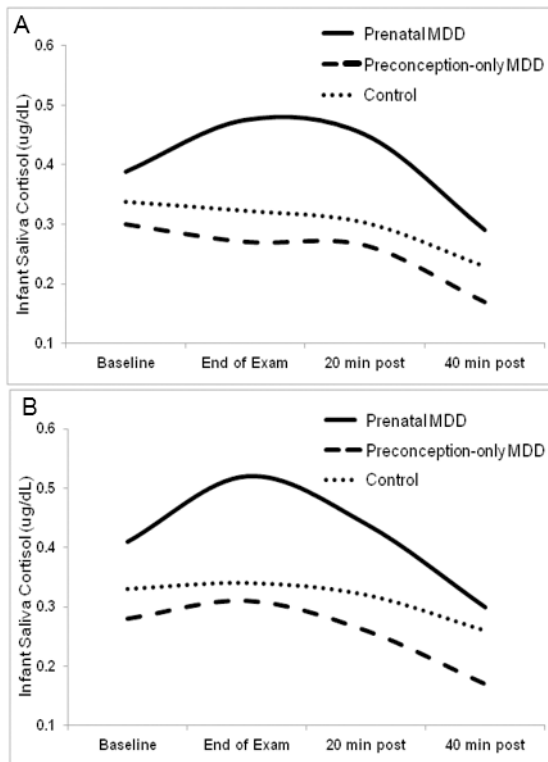 A
0.6
0.5
0.4
0.3
0.2
0.1
Infant Saliva Cortisol (ug/dL)
Prenatal MDD
Preconception-only MDD
Control
Baseline End of Exam 20 min post 40 min post
B
0.6
0.5
0.4
0.3
0.2
0.1
Infant Saliva Cortisol (ug/dL)
Prenatal MDD
Preconception-only MDD
Control
Baseline End of Exam 20 min post 40 min post